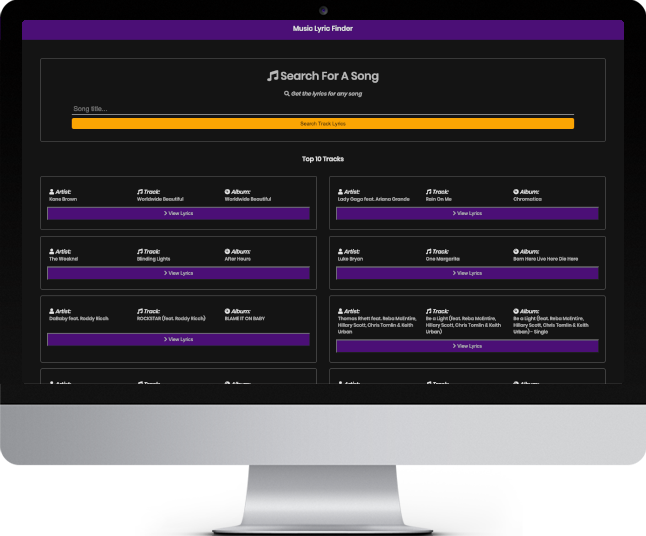 Music Lyric Finder
Search For A Song
Get the lyrics for any song
Song title...
Search Track Lyrics
Top 10 Tracks
Artist: Track: Album:
Kane Brown Worldwide Beautiful Worldwide Beautiful
View Lyrics
Artist: Track: Album:
Lady Gaga feat. Ariana Grande Rain On Me Chromatica
View Lyrics
Artist: Track: Album:
The Weeknd Blinding Lights After Hours
View Lyrics
Artist: Track: Album:
Luke Bryan One Margarita Born Here Live Here Die Here
View Lyrics
Artist: Track: Album:
DaBaby feat. Roddy Ricch ROCKSTAR (feat. Roddy Ricch) BLAME IT ON BABY
View Lyrics
Artist: Track: Album:
Thomas Rhett feat. Reba McEntire, Be a Light (feat. Reba McEntire, Be a Light (feat. Reba McEntire,
Hillary Scott, Chris Tomlin & Keith Hillary Scott, Chris Tomlin & Keith Hillary Scott, Chris Tomlin & Keith
Urban Urban) Urban) - Single
View Lyrics
Artist: Track: Album:
Artist: Track: Album: